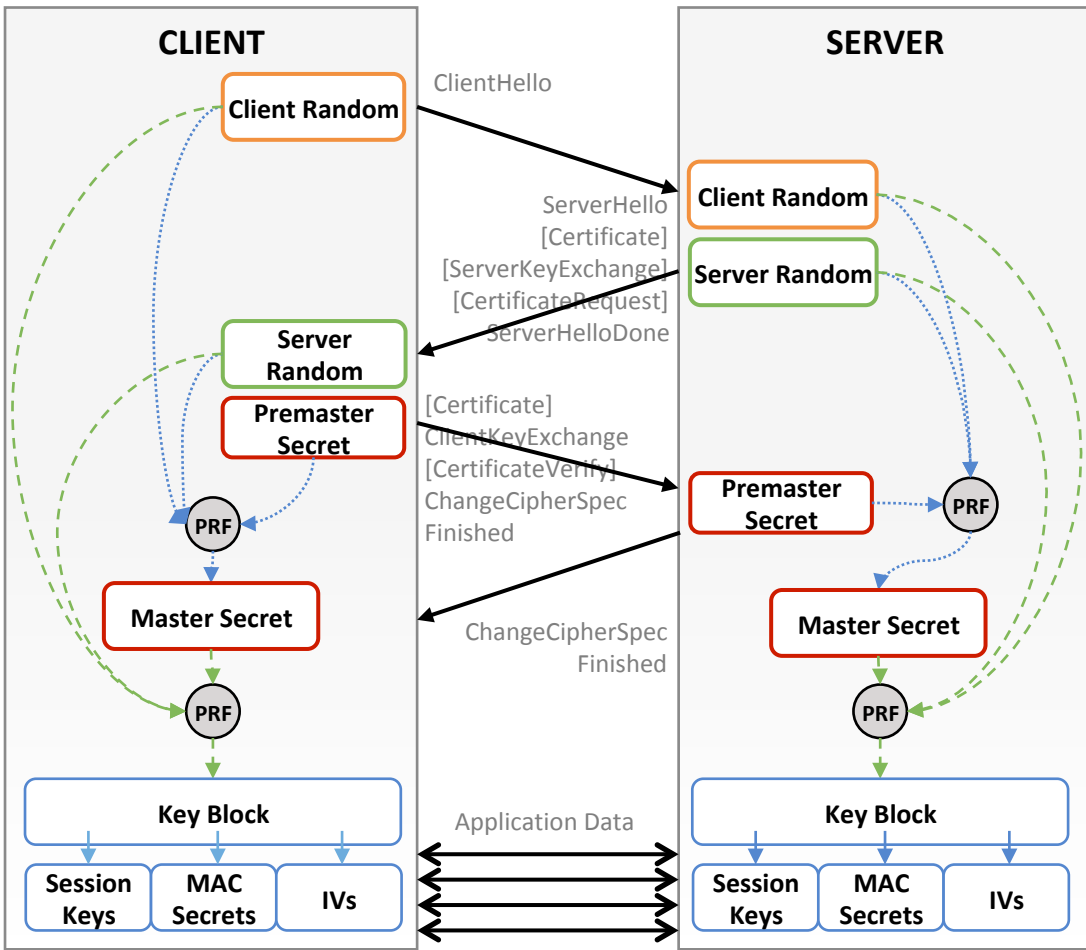 CLIENT
SERVER
ClientHello
Client Random
Client Random
ServerHello
[Certificate]
[ServerKeyExchange]
[CertificateRequest]
ServerHelloDone
Server Random
Server
Random
Premaster
Secret
[Certificate]
ClientKeyExchange
[CertificateVerify]
ChangeCipherSpec
Finished
Premaster
Secret
PRF
PRF
Master Secret
ChangeCipherSpec
Finished
Master Secret
PRF
PRF
Key Block
Application Data
Key Block
Session
Keys
MAC
Secrets
IVs
Session
Keys
MAC
Secrets
IVs